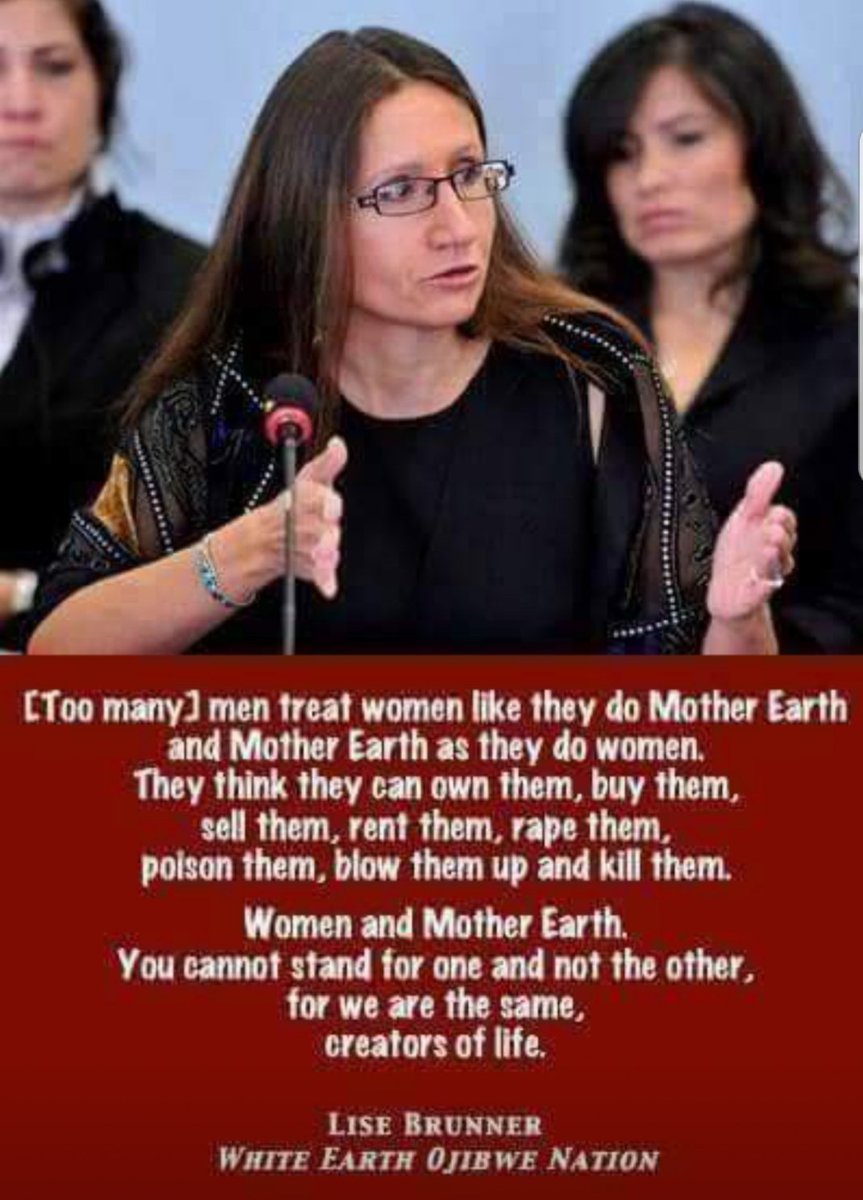 [Too many] men treat women like they do Mother Earth
and Mother Earth as they do women.
They think they can own them, buy them,
sell them, rent them, rape them,
poison them, blow them up and kill them.
Women and Mother Earth.
You cannot stand for one and not the other,
for we are the same,
creators of life.
LISE BRUNNER
WHITE EARTH OJIBWE NATION